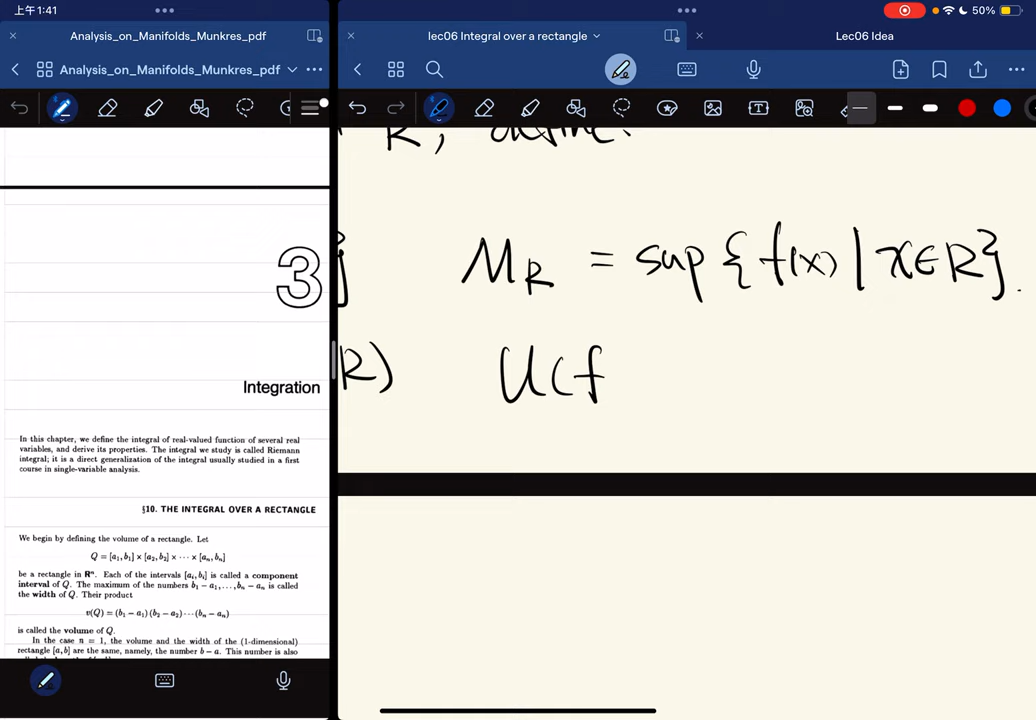 上午1:41
50%
Analysis_on_Manifolds_Munkres_pdf
Analysis_on_Manifolds_Munkres_pdf
3
Integration
In this chapter, we define the integral of real-valued function of several real
variables, and derive its properties. The integral we study is called Riemann
integral; it is a direct generalization of the integral usually studied in a first
course in single-variable analysis.
§10. THE INTEGRAL OVER A RECTANGLE
We begin by defining the volume of a rectangle. Let
Q = [a₁, b₁] × [a₂, b₂] × ··· × [aₙ, bₙ]
be a rectangle in Rⁿ. Each of the intervals [aᵢ, bᵢ] is called a component
interval of Q. The maximum of the numbers b₁ − a₁, . . . , bₙ − aₙ is called
the width of Q. Their product
v(Q) = (b₁ − a₁)(b₂ − a₂) ··· (bₙ − aₙ)
is called the volume of Q.
In the case n = 1, the volume and the width of the (1-dimensional)
rectangle [a, b] are the same, namely, the number b − a. This number is also
lec06 Integral over a rectangle
Lec06 Idea
R, define:
} M_R = sup {f(x) | x∈R}.
R) U(f